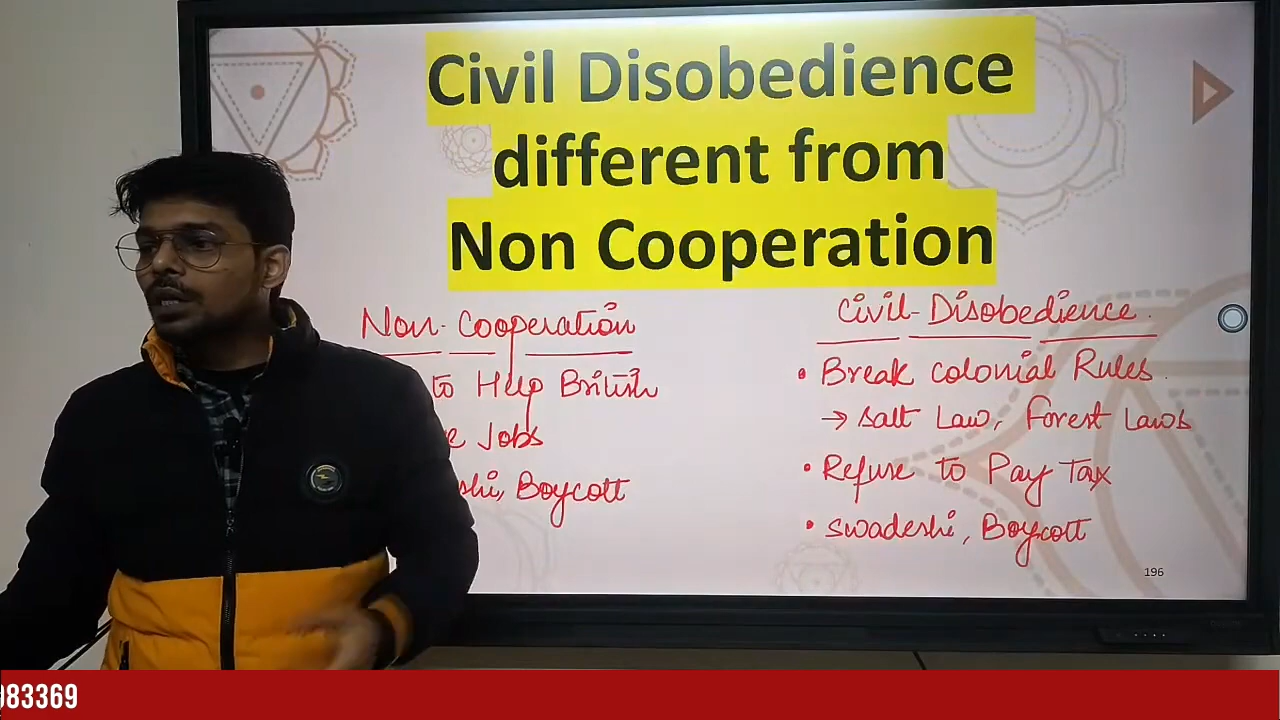 Civil Disobedience
different from
Non Cooperation
Non-Cooperation
to Help British
Jobs
Boycott
Civil-Disobedience
• Break colonial Rules
→ Salt Law, Forest Laws
• Refuse to Pay Tax
• Swadeshi, Boycott
196
983369